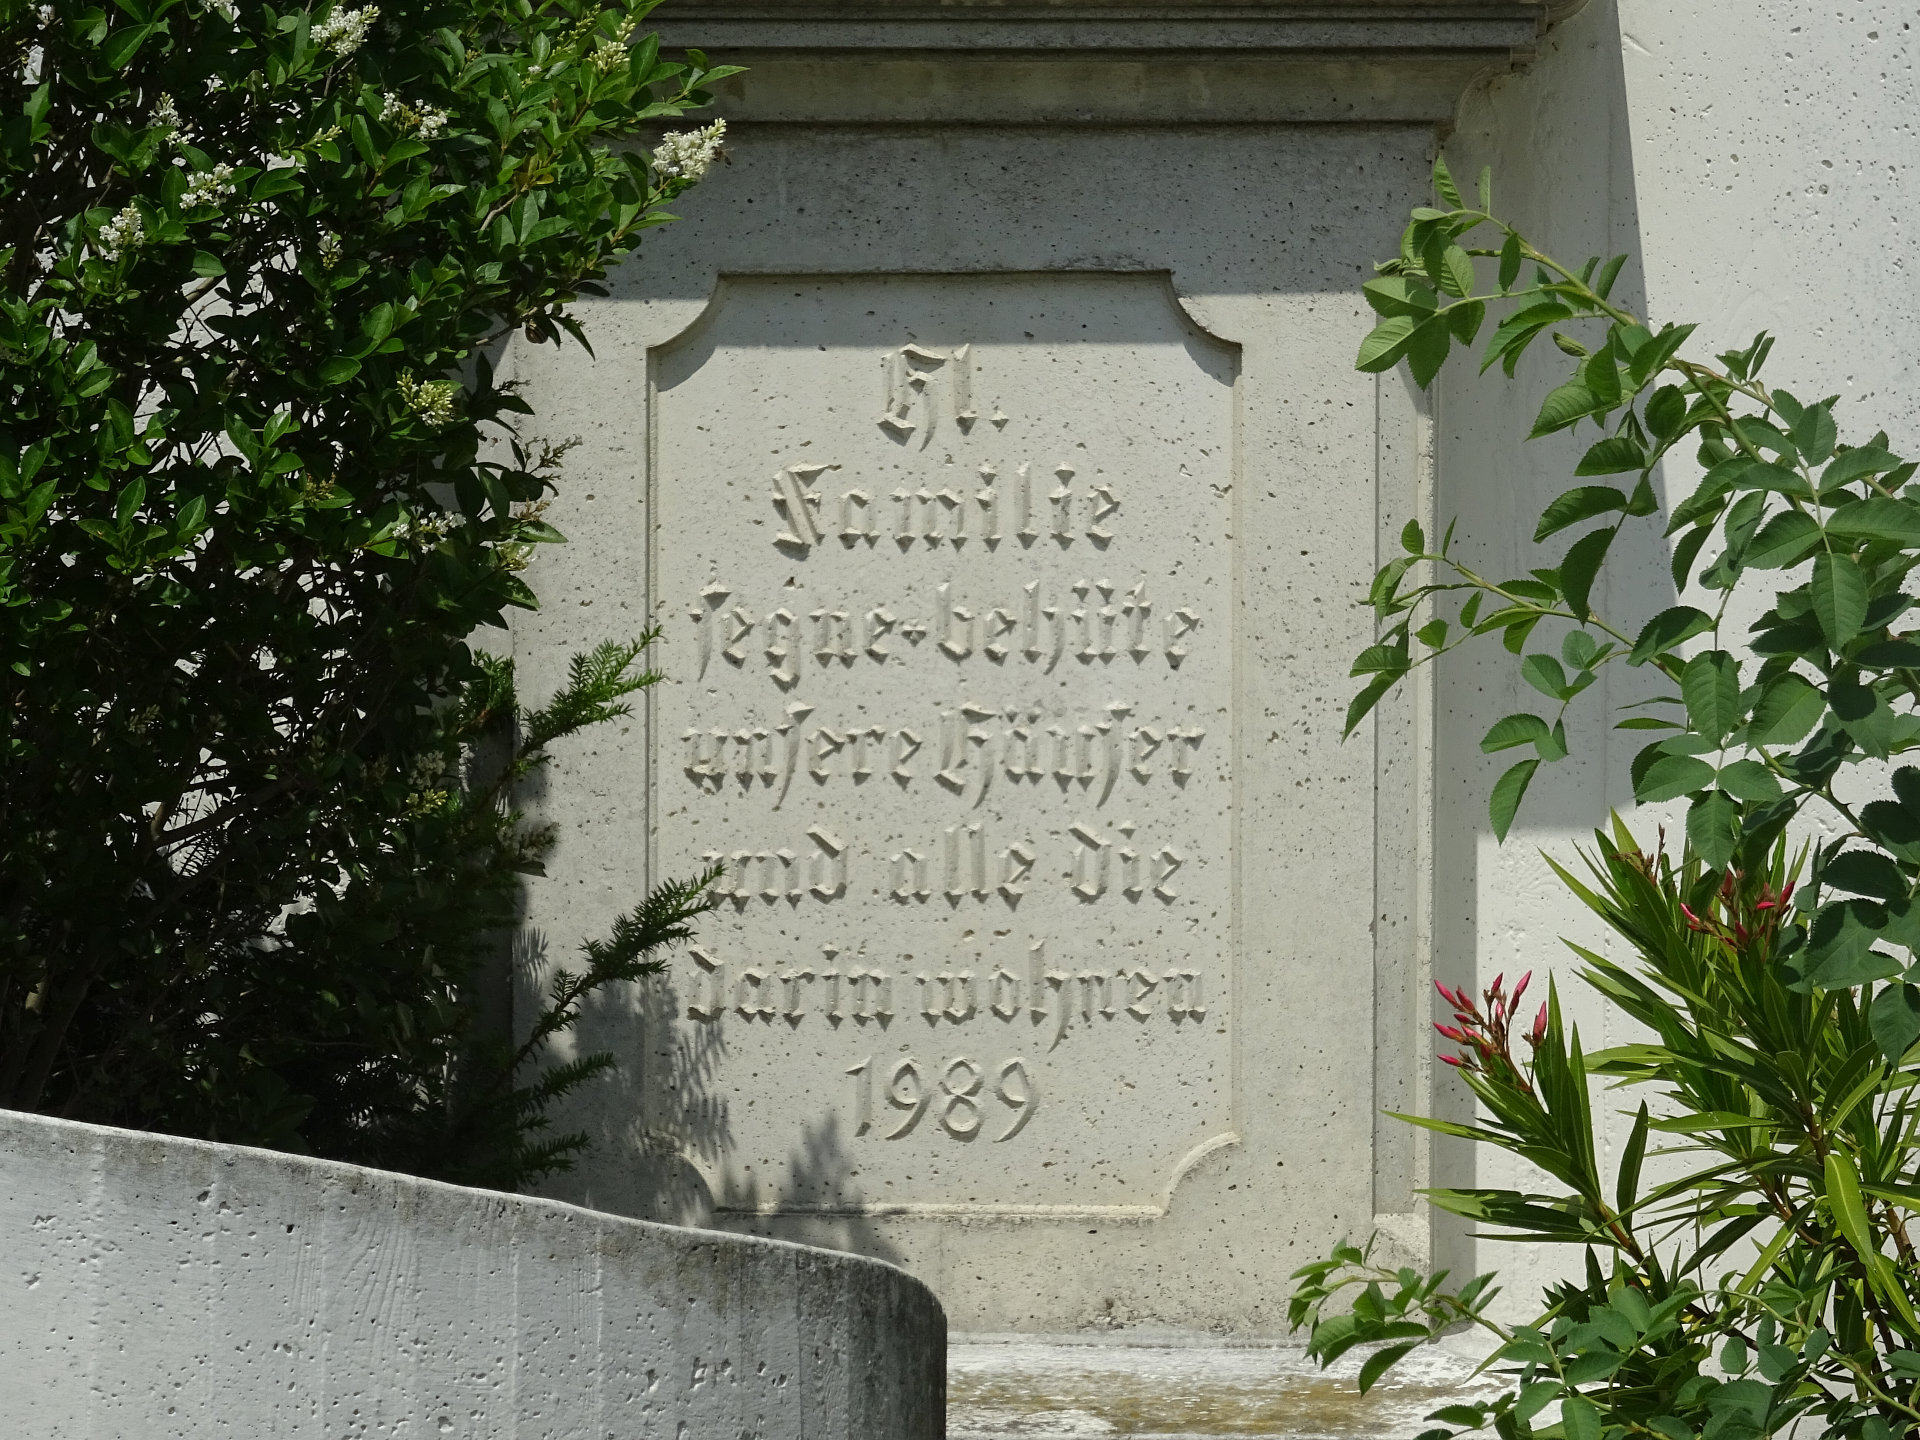 Hl.
Familie
segne + behüte
unsere Häuser
und alle die
darin wohnen
1989